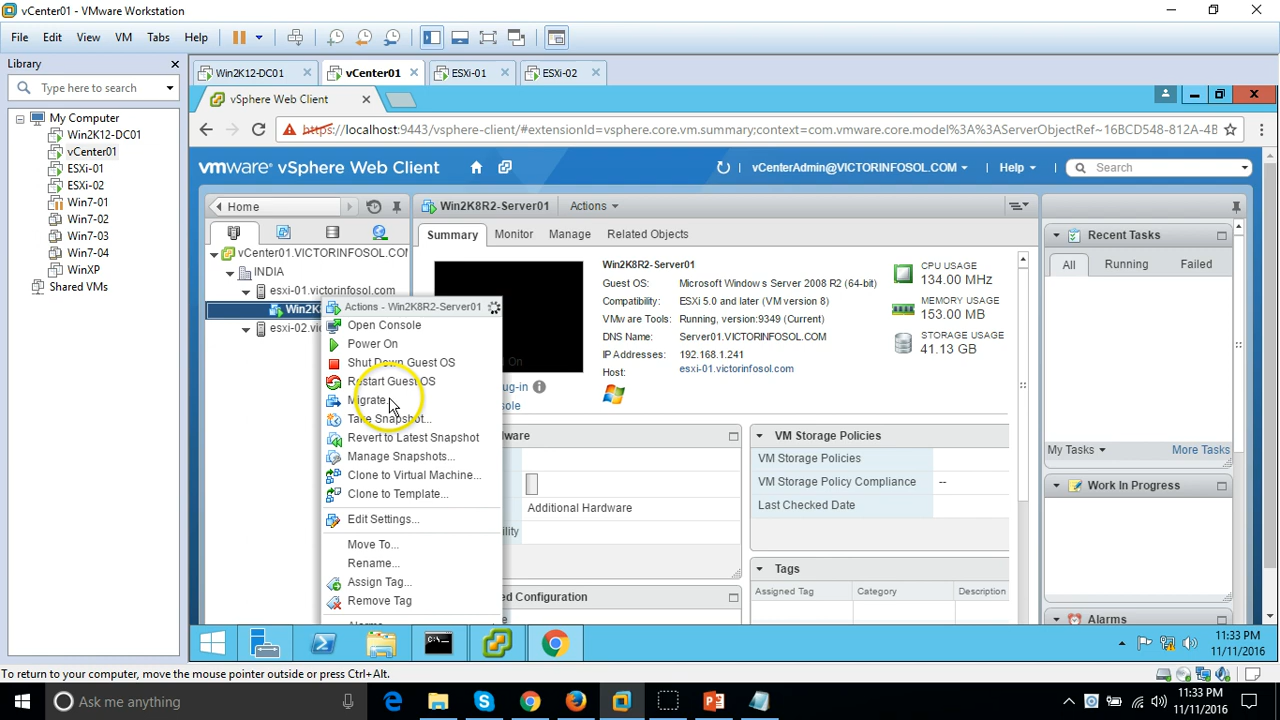 vCenter01 - VMware Workstation
File Edit View VM Tabs Help
Library
Type here to search
My Computer
Win2K12-DC01
vCenter01
ESXi-01
ESXi-02
Win7-01
Win7-02
Win7-03
Win7-04
WinXP
Shared VMs
Win2K12-DC01 vCenter01 ESXi-01 ESXi-02
vSphere Web Client
https://localhost:9443/vsphere-client/#extensionId=vsphere.core.vm.summary;context=com.vmware.core.model%3A%3AServerObjectRef~16BCD548-812A-4B
vmware vSphere Web Client
vCenterAdmin@VICTORINFOSOL.COM Help Search
Home
vCenter01.VICTORINFOSOL.COM
INDIA
esxi-01.victorinfosol.com
Win2K
esxi-02.vic
Actions - Win2K8R2-Server01
Open Console
Power On
Shut Down Guest OS
Restart Guest OS
Migrate...
Take Snapshot...
Revert to Latest Snapshot
Manage Snapshots...
Clone to Virtual Machine...
Clone to Template...
Edit Settings...
Move To...
Rename...
Assign Tag...
Remove Tag
Win2K8R2-Server01 Actions
Summary Monitor Manage Related Objects
Win2K8R2-Server01
Guest OS: Microsoft Windows Server 2008 R2 (64-bit)
Compatibility: ESXi 5.0 and later (VM version 8)
VMware Tools: Running, version:9349 (Current)
DNS Name: Server01.VICTORINFOSOL.COM
IP Addresses: 192.168.1.241
Host: esxi-01.victorinfosol.com
CPU USAGE
134.00 MHz
MEMORY USAGE
153.00 MB
STORAGE USAGE
41.13 GB
On
ug-in
sole
dware
Additional Hardware
bility
ed Configuration
VM Storage Policies
VM Storage Policies
VM Storage Policy Compliance --
Last Checked Date
Tags
Assigned Tag Category Description
Recent Tasks
All Running Failed
My Tasks More Tasks
Work In Progress
Alarms
11:33 PM
11/11/2016
To return to your computer, move the mouse pointer outside or press Ctrl+Alt.
Ask me anything
11:33 PM
11/11/2016